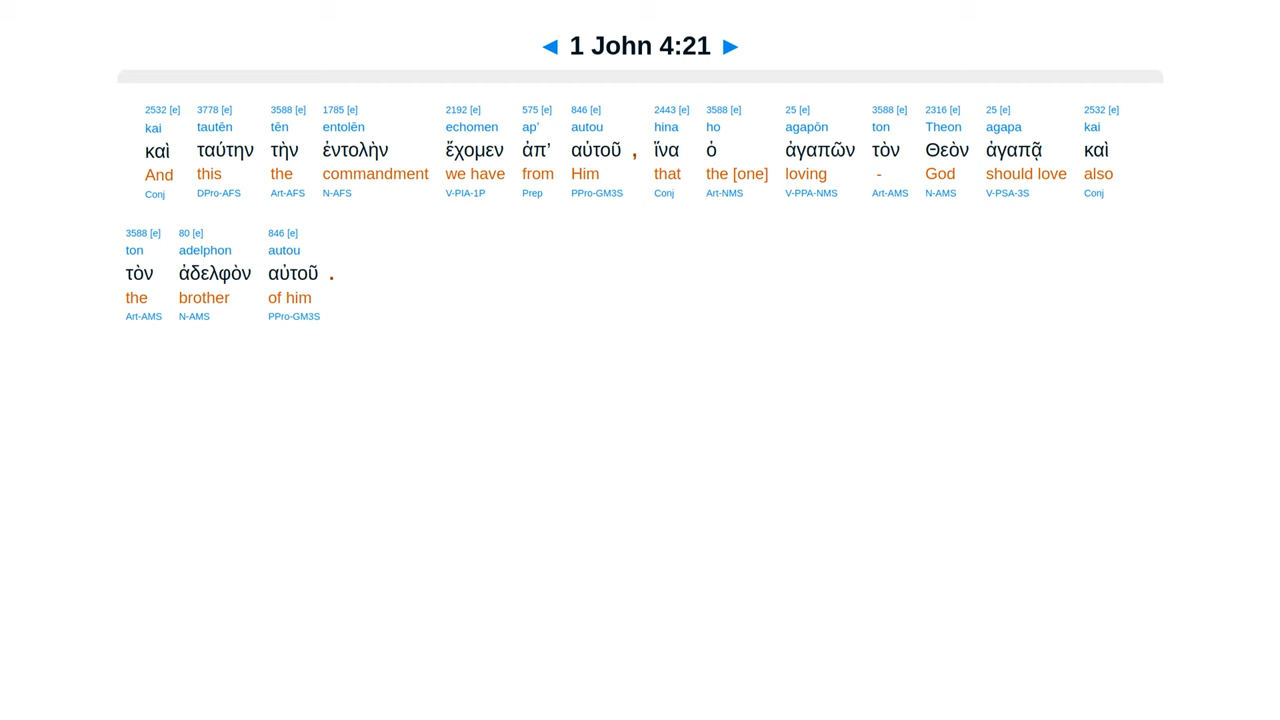 ◄ 1 John 4:21 ►
2532 [e] 3778 [e] 3588 [e] 1785 [e] 2192 [e] 575 [e] 846 [e] 2443 [e] 3588 [e] 25 [e] 3588 [e] 2316 [e] 25 [e] 2532 [e]
kai tautēn tēn entolēn echomen ap’ autou hina ho agapōn ton Theon agapa kai
καὶ ταύτην τὴν ἐντολὴν ἔχομεν ἀπ’ αὐτοῦ , ἵνα ὁ ἀγαπῶν τὸν Θεὸν ἀγαπᾷ καὶ
And this the commandment we have from Him that the [one] loving - God should love also
Conj DPro-AFS Art-AFS N-AFS V-PIA-1P Prep PPro-GM3S Conj Art-NMS V-PPA-NMS Art-AMS N-AMS V-PSA-3S Conj
3588 [e] 80 [e] 846 [e]
ton adelphon autou
τὸν ἀδελφὸν αὐτοῦ .
the brother of him
Art-AMS N-AMS PPro-GM3S